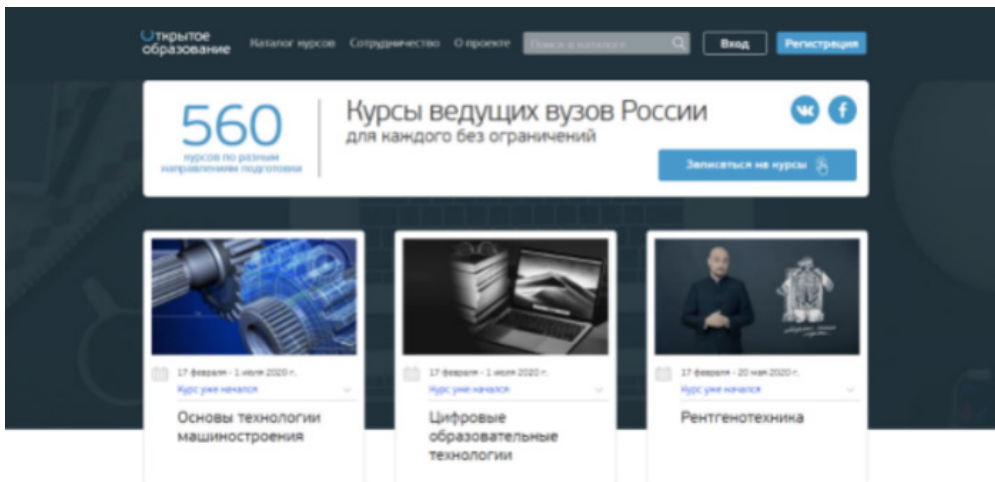 Открытое
образование
Каталог курсов Сотрудничество О проекте Поиск в каталоге Вход Регистрация
560
курсов по разным
направлениям подготовки
Курсы ведущих вузов России
для каждого без ограничений
Записаться на курсы
17 февраля - 1 июля 2020 г.
Курс уже начался
Основы технологии
машиностроения
17 февраля - 1 июля 2020 г.
Курс уже начался
Цифровые
образовательные
технологии
17 февраля - 20 мая 2020 г.
Курс уже начался
Рентгенотехника